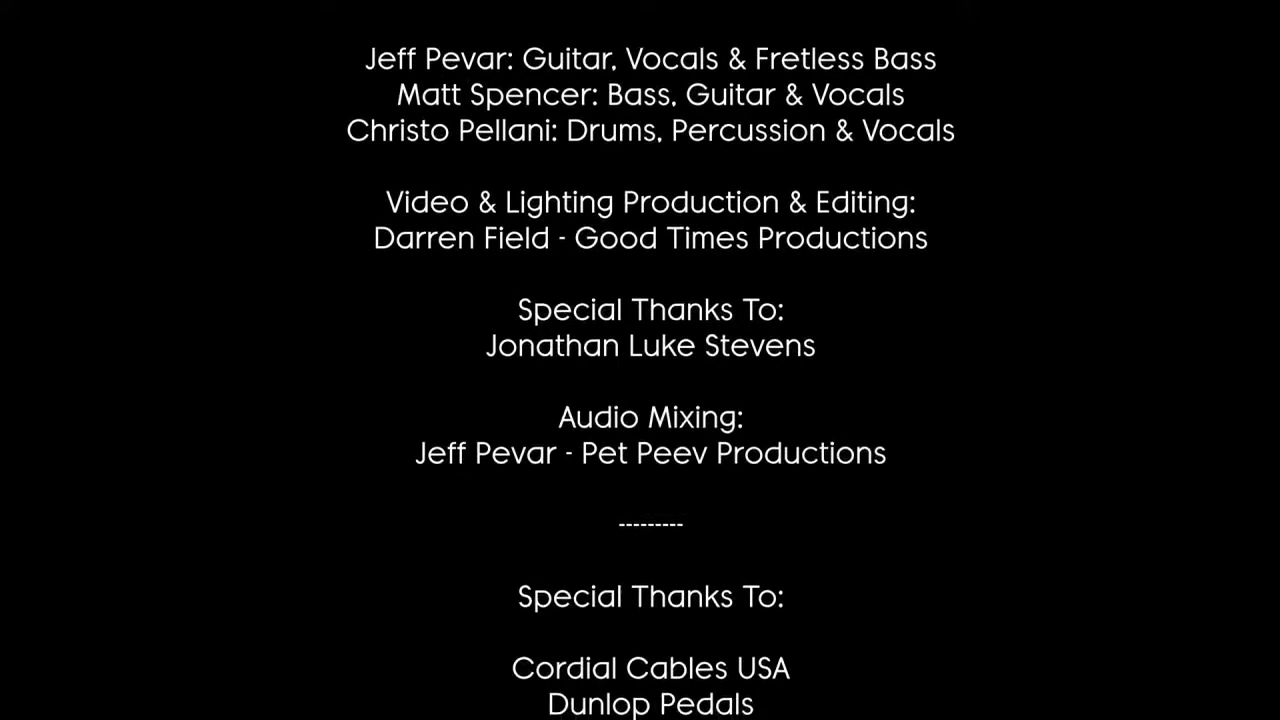 Jeff Pevar: Guitar, Vocals & Fretless Bass
Matt Spencer: Bass, Guitar & Vocals
Christo Pellani: Drums, Percussion & Vocals
Video & Lighting Production & Editing:
Darren Field - Good Times Productions
Special Thanks To:
Jonathan Luke Stevens
Audio Mixing:
Jeff Pevar - Pet Peev Productions
---------
Special Thanks To:
Cordial Cables USA
Dunlop Pedals